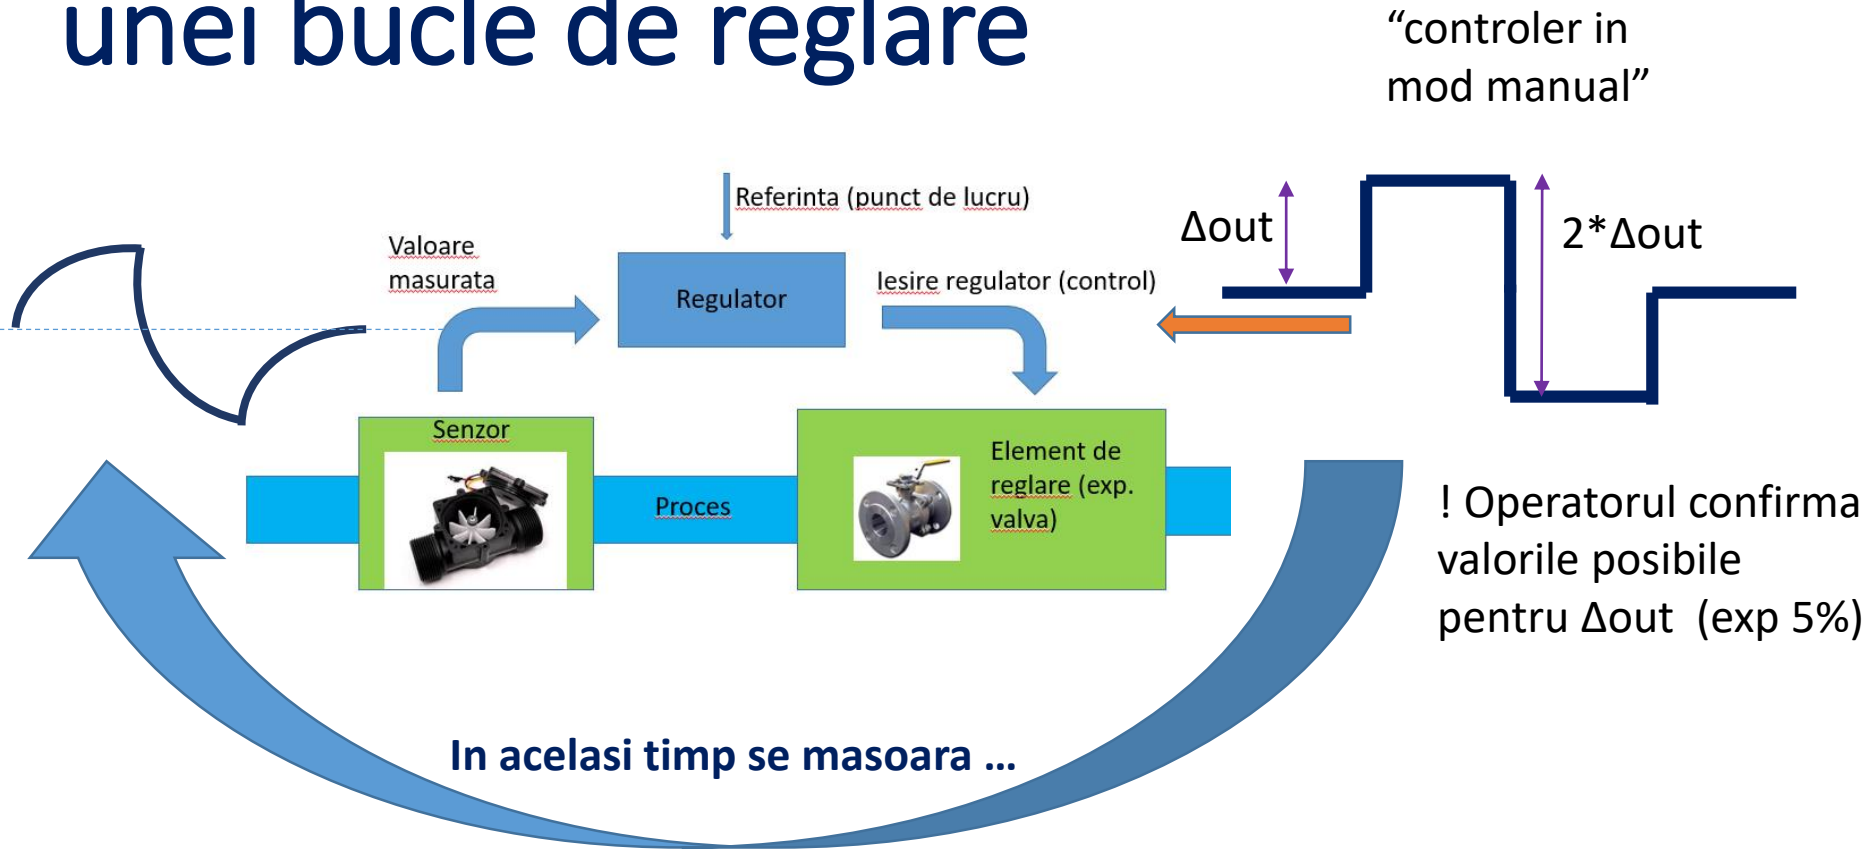 unei bucle de reglare
“controler in
mod manual”
Referinta (punct de lucru)
Δout
2*Δout
Valoare
masurata
Regulator
Iesire regulator (control)
Senzor
Proces
Element de
reglare (exp.
valva)
! Operatorul confirma
valorile posibile
pentru Δout (exp 5%)
In acelasi timp se masoara ...